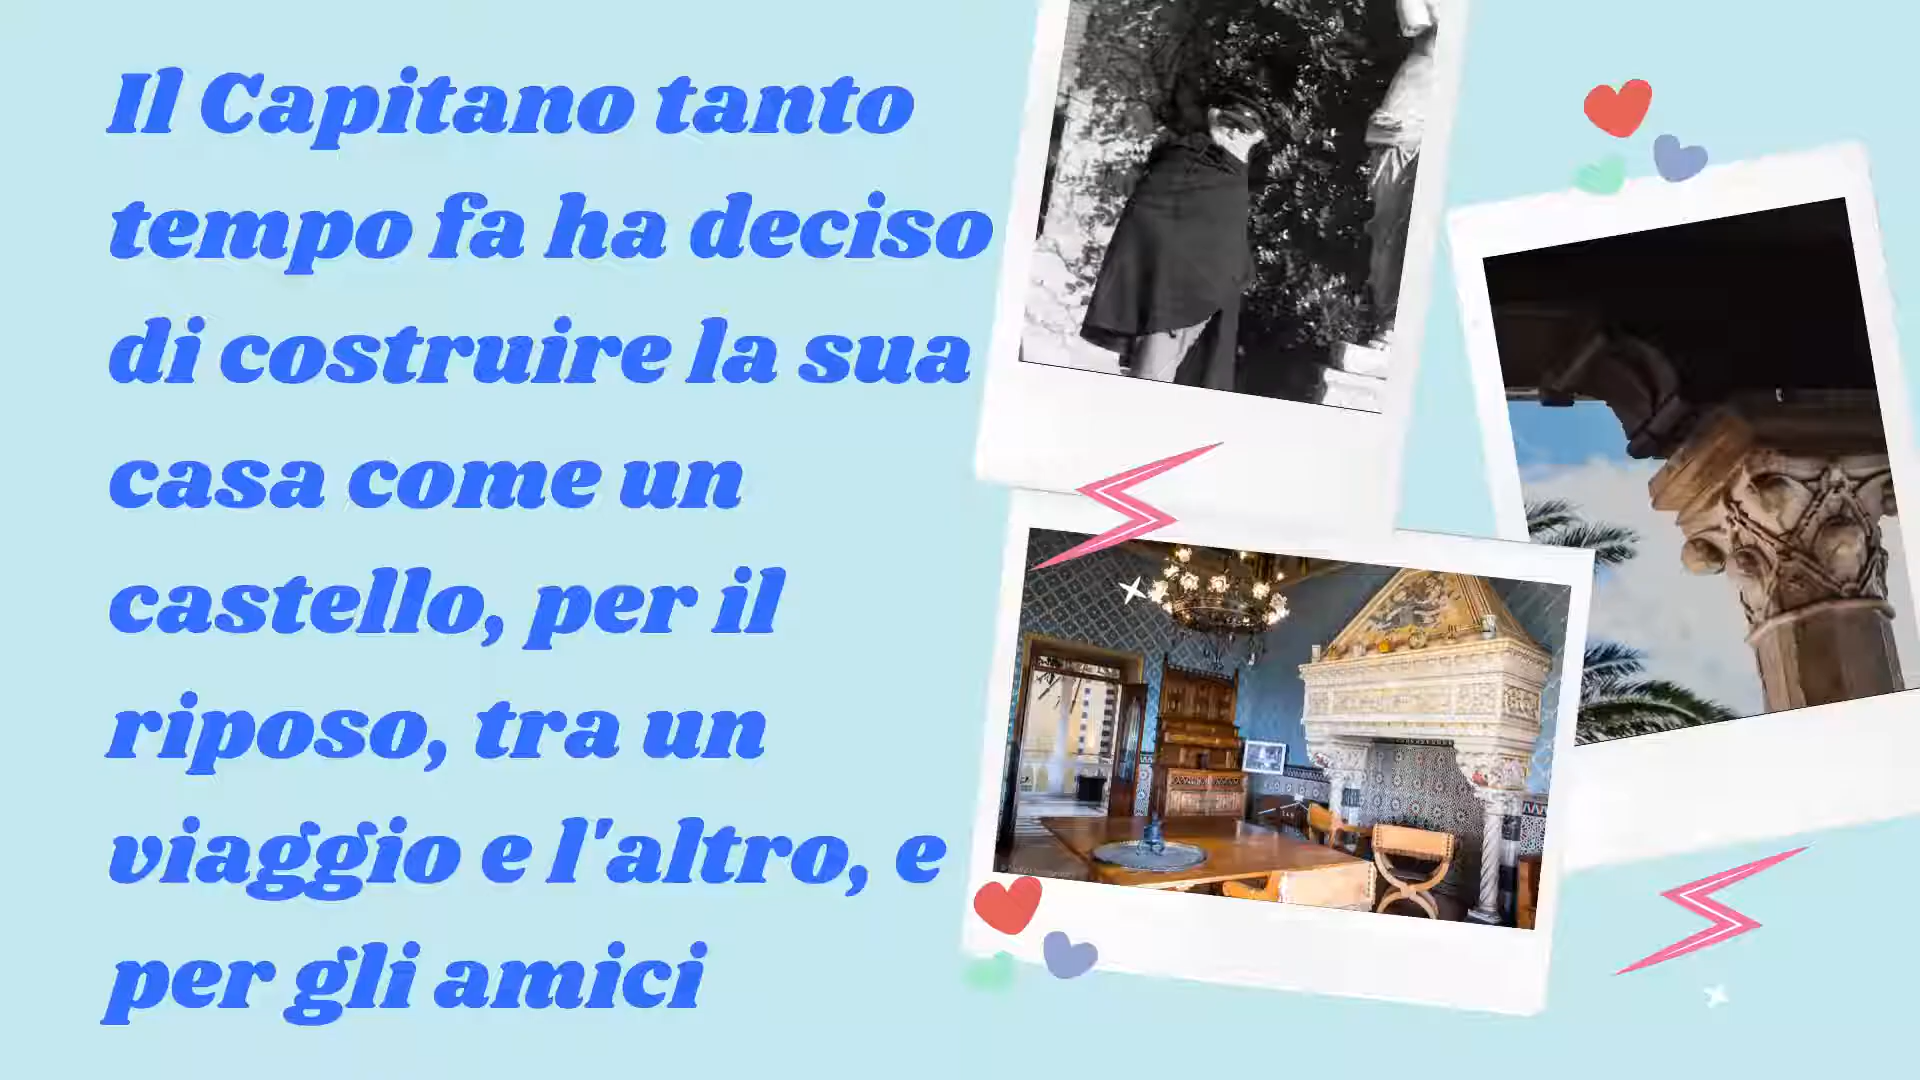 Il Capitano tanto
tempo fa ha deciso
di costruire la sua
casa come un
castello, per il
riposo, tra un
viaggio e l'altro, e
per gli amici